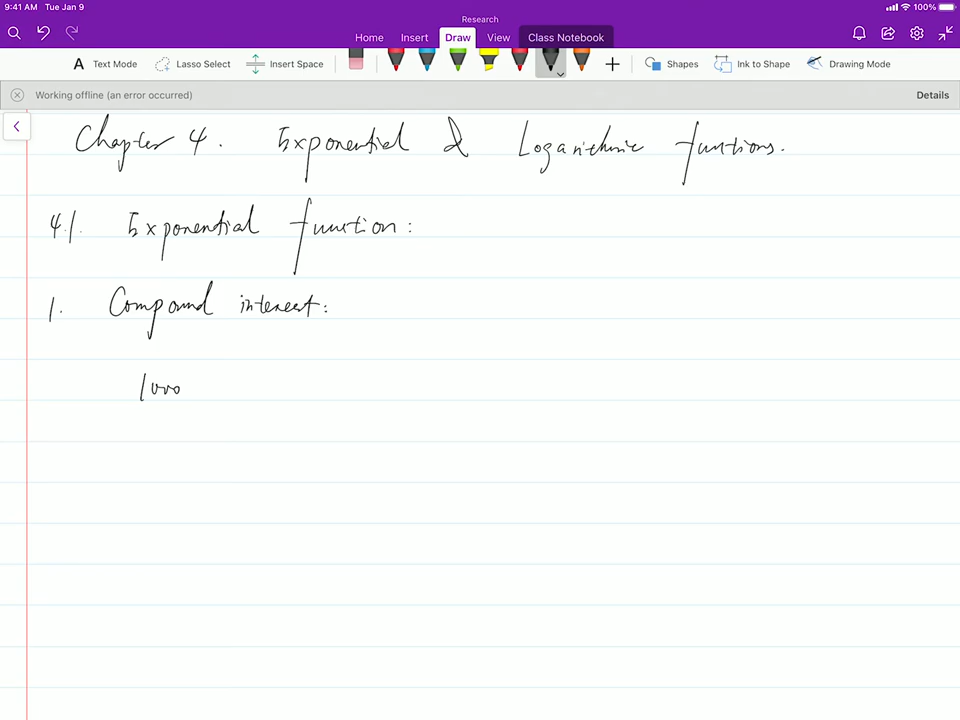 9:41 AM Tue Jan 9 100%
Research
Home Insert Draw View Class Notebook
Text Mode Lasso Select Insert Space Shapes Ink to Shape Drawing Mode
Working offline (an error occurred) Details
Chapter 4. Exponential & Logarithmic functions.
4.1. Exponential function:
1. Compound interest:
1000